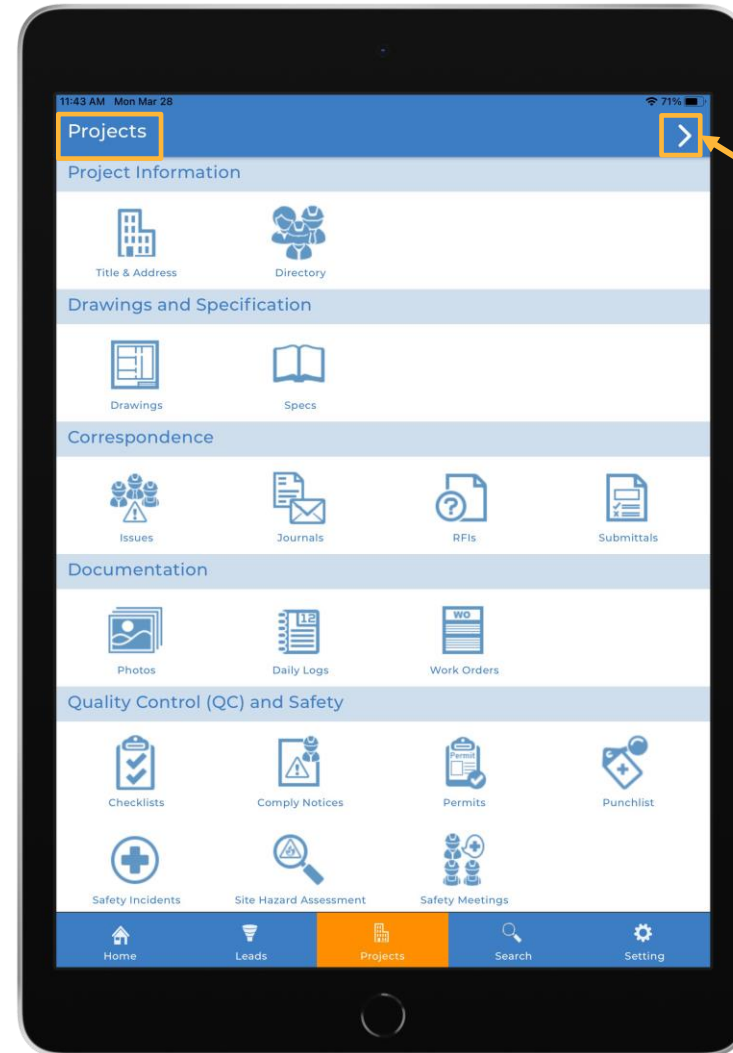 11:43 AM Mon Mar 28 71%
Projects
Project Information
Title & Address Directory
Drawings and Specification
Drawings Specs
Correspondence
Issues Journals RFIs Submittals
Documentation
12 WO
Photos Daily Logs Work Orders
Quality Control (QC) and Safety
Permit
Checklists Comply Notices Permits Punchlist
Safety Incidents Site Hazard Assessment Safety Meetings
Home Leads Projects Search Setting